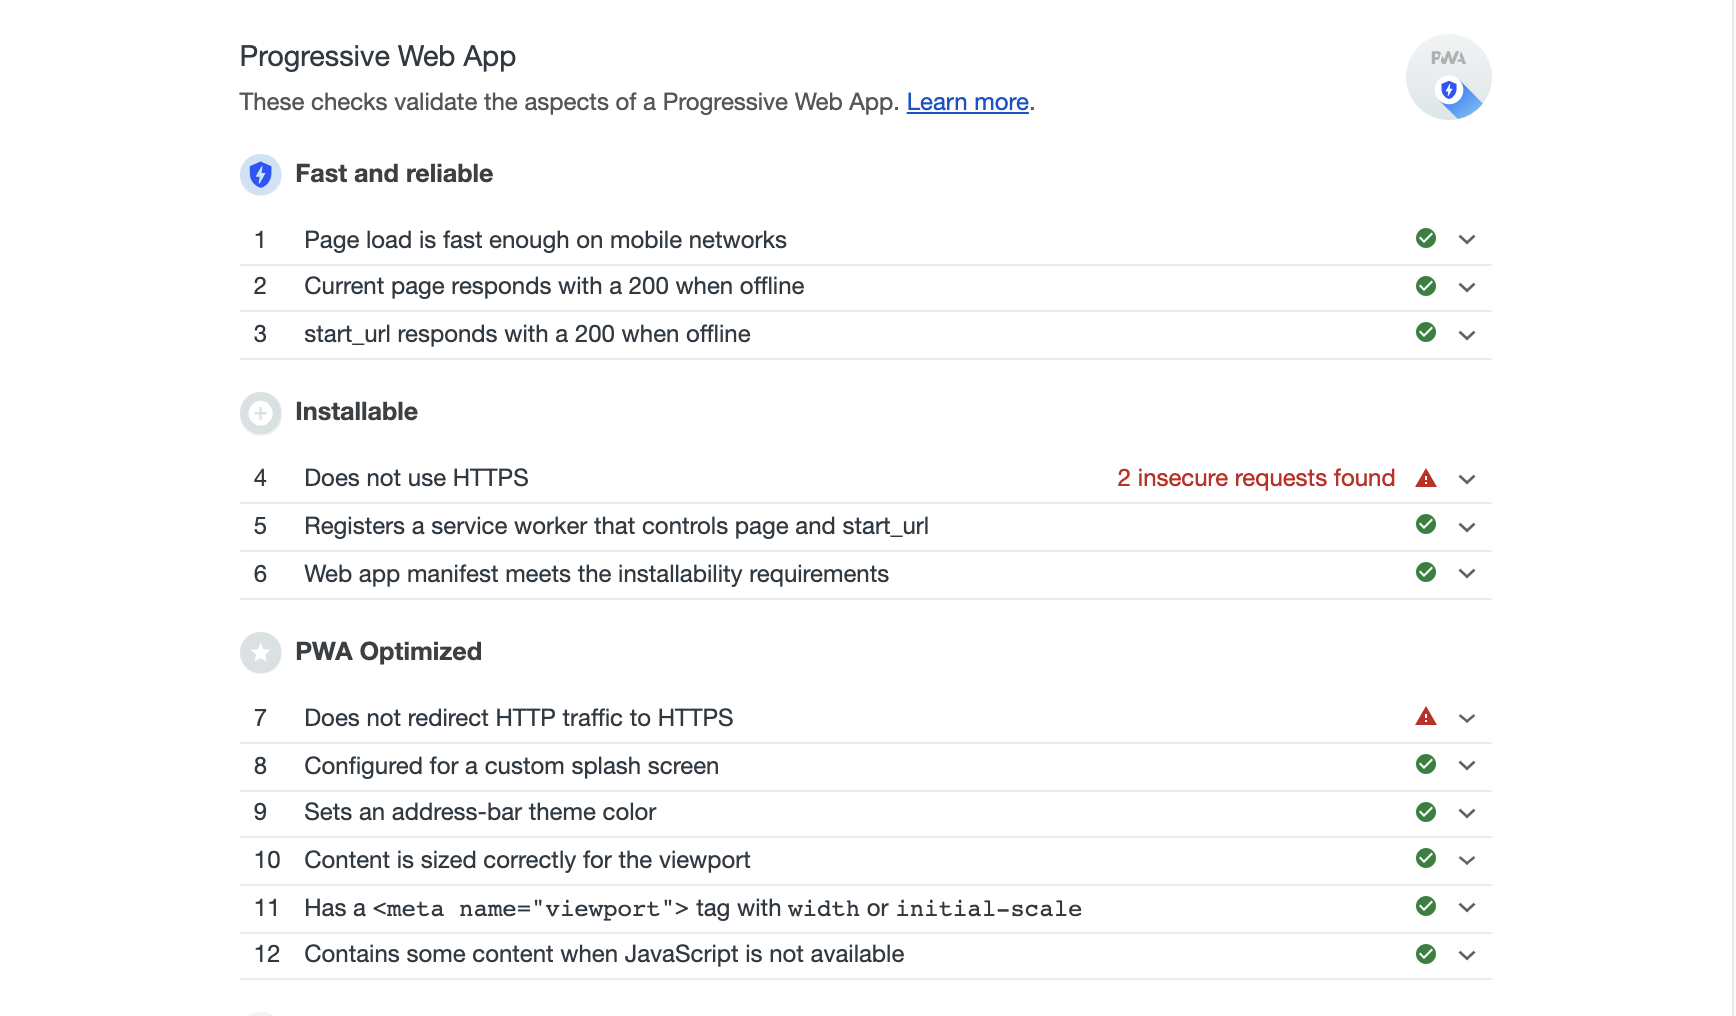 Progressive Web App
PWA
These checks validate the aspects of a Progressive Web App. Learn more.
Fast and reliable
1 Page load is fast enough on mobile networks
2 Current page responds with a 200 when offline
3 start_url responds with a 200 when offline
Installable
4 Does not use HTTPS 2 insecure requests found
5 Registers a service worker that controls page and start_url
6 Web app manifest meets the installability requirements
PWA Optimized
7 Does not redirect HTTP traffic to HTTPS
8 Configured for a custom splash screen
9 Sets an address-bar theme color
10 Content is sized correctly for the viewport
11 Has a <meta name="viewport"> tag with width or initial-scale
12 Contains some content when JavaScript is not available